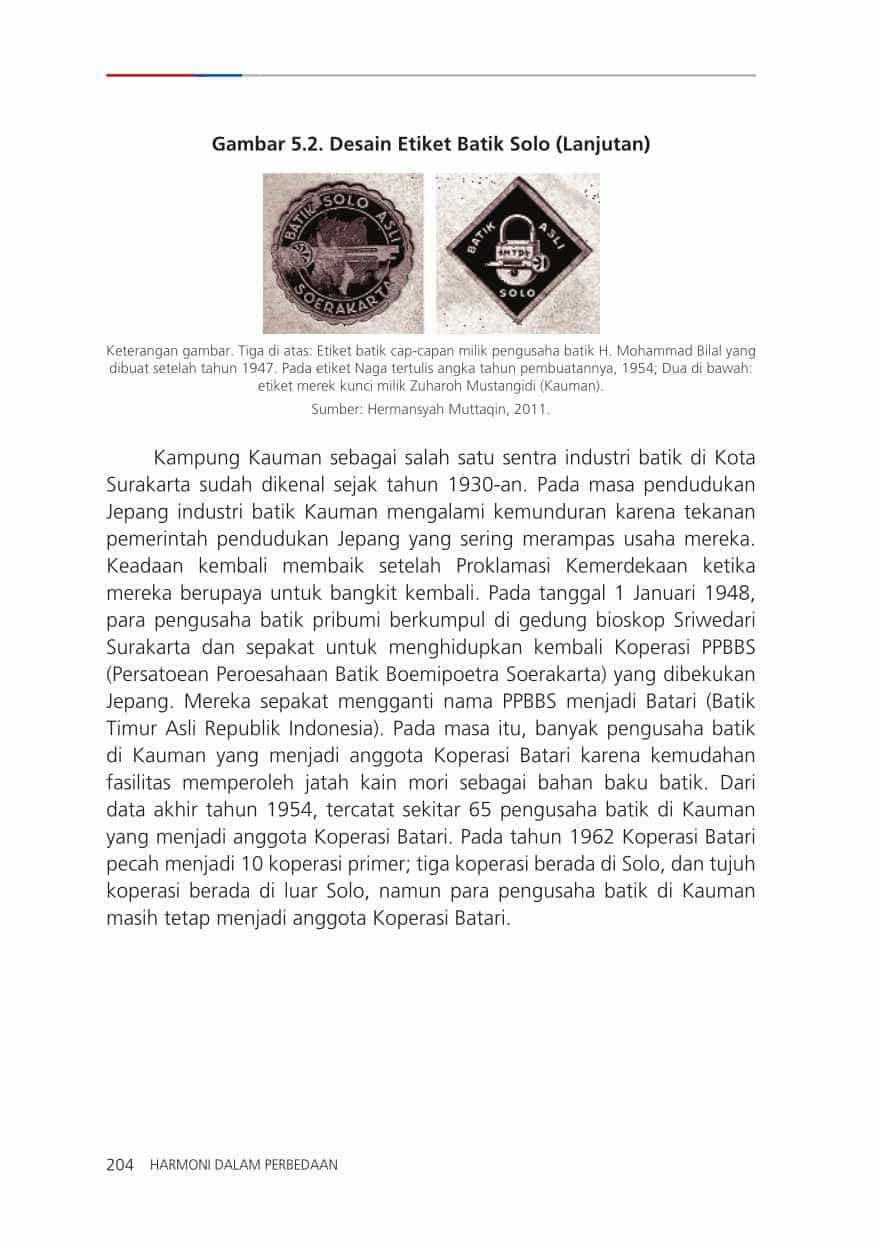 Gambar 5.2. Desain Etiket Batik Solo (Lanjutan)
BATIK SOLO ASLI
SOERAKARTA
BATIK ASLI
SOLO
Keterangan gambar. Tiga di atas: Etiket batik cap-capan milik pengusaha batik H. Mohammad Bilal yang
dibuat setelah tahun 1947. Pada etiket Naga tertulis angka tahun pembuatannya, 1954; Dua di bawah:
etiket merek kunci milik Zuharoh Mustangidi (Kauman).
Sumber: Hermansyah Muttaqin, 2011.
Kampung Kauman sebagai salah satu sentra industri batik di Kota
Surakarta sudah dikenal sejak tahun 1930-an. Pada masa pendudukan
Jepang industri batik Kauman mengalami kemunduran karena tekanan
pemerintah pendudukan Jepang yang sering merampas usaha mereka.
Keadaan kembali membaik setelah Proklamasi Kemerdekaan ketika
mereka berupaya untuk bangkit kembali. Pada tanggal 1 Januari 1948,
para pengusaha batik pribumi berkumpul di gedung bioskop Sriwedari
Surakarta dan sepakat untuk menghidupkan kembali Koperasi PPBBS
(Persatoean Peroesahaan Batik Boemipoetra Soerakarta) yang dibekukan
Jepang. Mereka sepakat mengganti nama PPBBS menjadi Batari (Batik
Timur Asli Republik Indonesia). Pada masa itu, banyak pengusaha batik
di Kauman yang menjadi anggota Koperasi Batari karena kemudahan
fasilitas memperoleh jatah kain mori sebagai bahan baku batik. Dari
data akhir tahun 1954, tercatat sekitar 65 pengusaha batik di Kauman
yang menjadi anggota Koperasi Batari. Pada tahun 1962 Koperasi Batari
pecah menjadi 10 koperasi primer; tiga koperasi berada di Solo, dan tujuh
koperasi berada di luar Solo, namun para pengusaha batik di Kauman
masih tetap menjadi anggota Koperasi Batari.
204 HARMONI DALAM PERBEDAAN